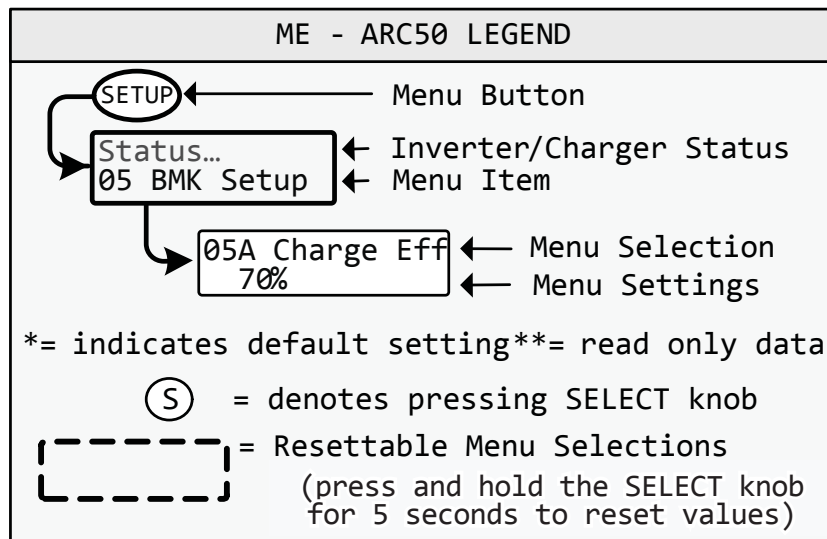 ME - ARC50 LEGEND
SETUP
Menu Button
Status…
Inverter/Charger Status
05 BMK Setup
Menu Item
05A Charge Eff
Menu Selection
70%
Menu Settings
*= indicates default setting**= read only data
S = denotes pressing SELECT knob
= Resettable Menu Selections
(press and hold the SELECT knob
for 5 seconds to reset values)